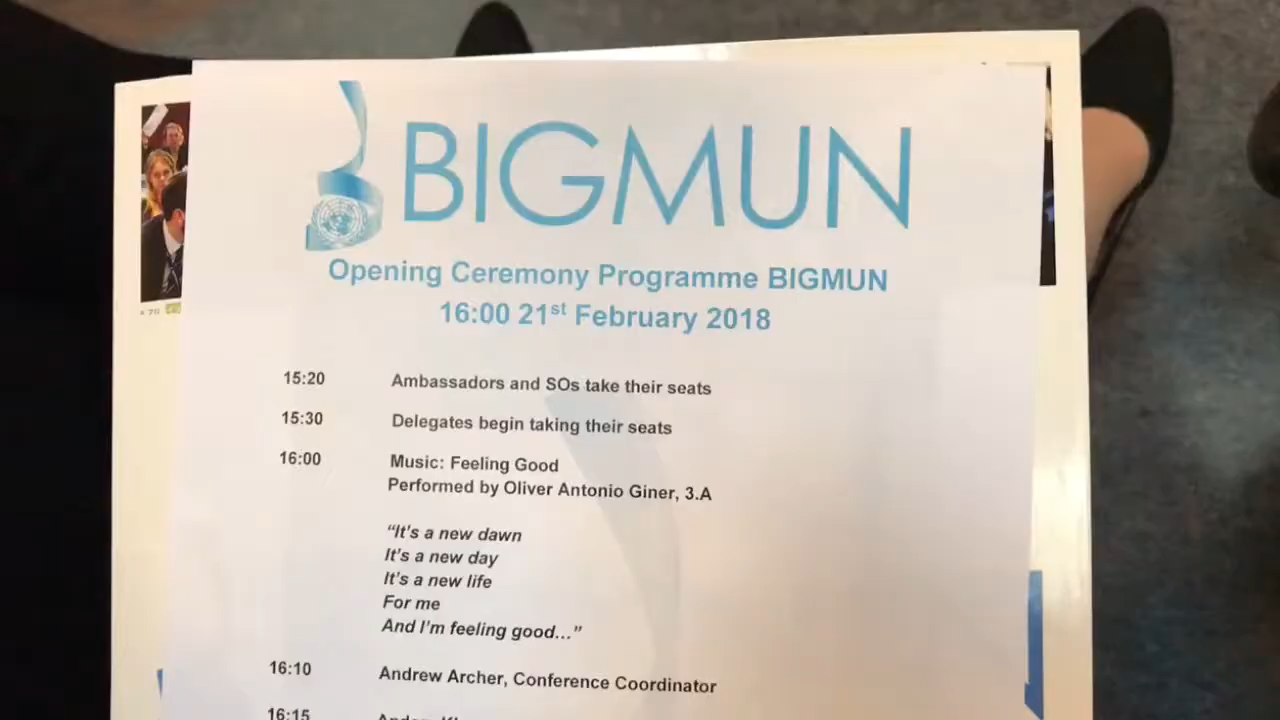 BIGMUN
Opening Ceremony Programme BIGMUN
16:00 21st February 2018
15:20 Ambassadors and SOs take their seats
15:30 Delegates begin taking their seats
16:00 Music: Feeling Good
Performed by Oliver Antonio Giner, 3.A
“It's a new dawn
It's a new day
It's a new life
For me
And I'm feeling good...”
16:10 Andrew Archer, Conference Coordinator
16:15